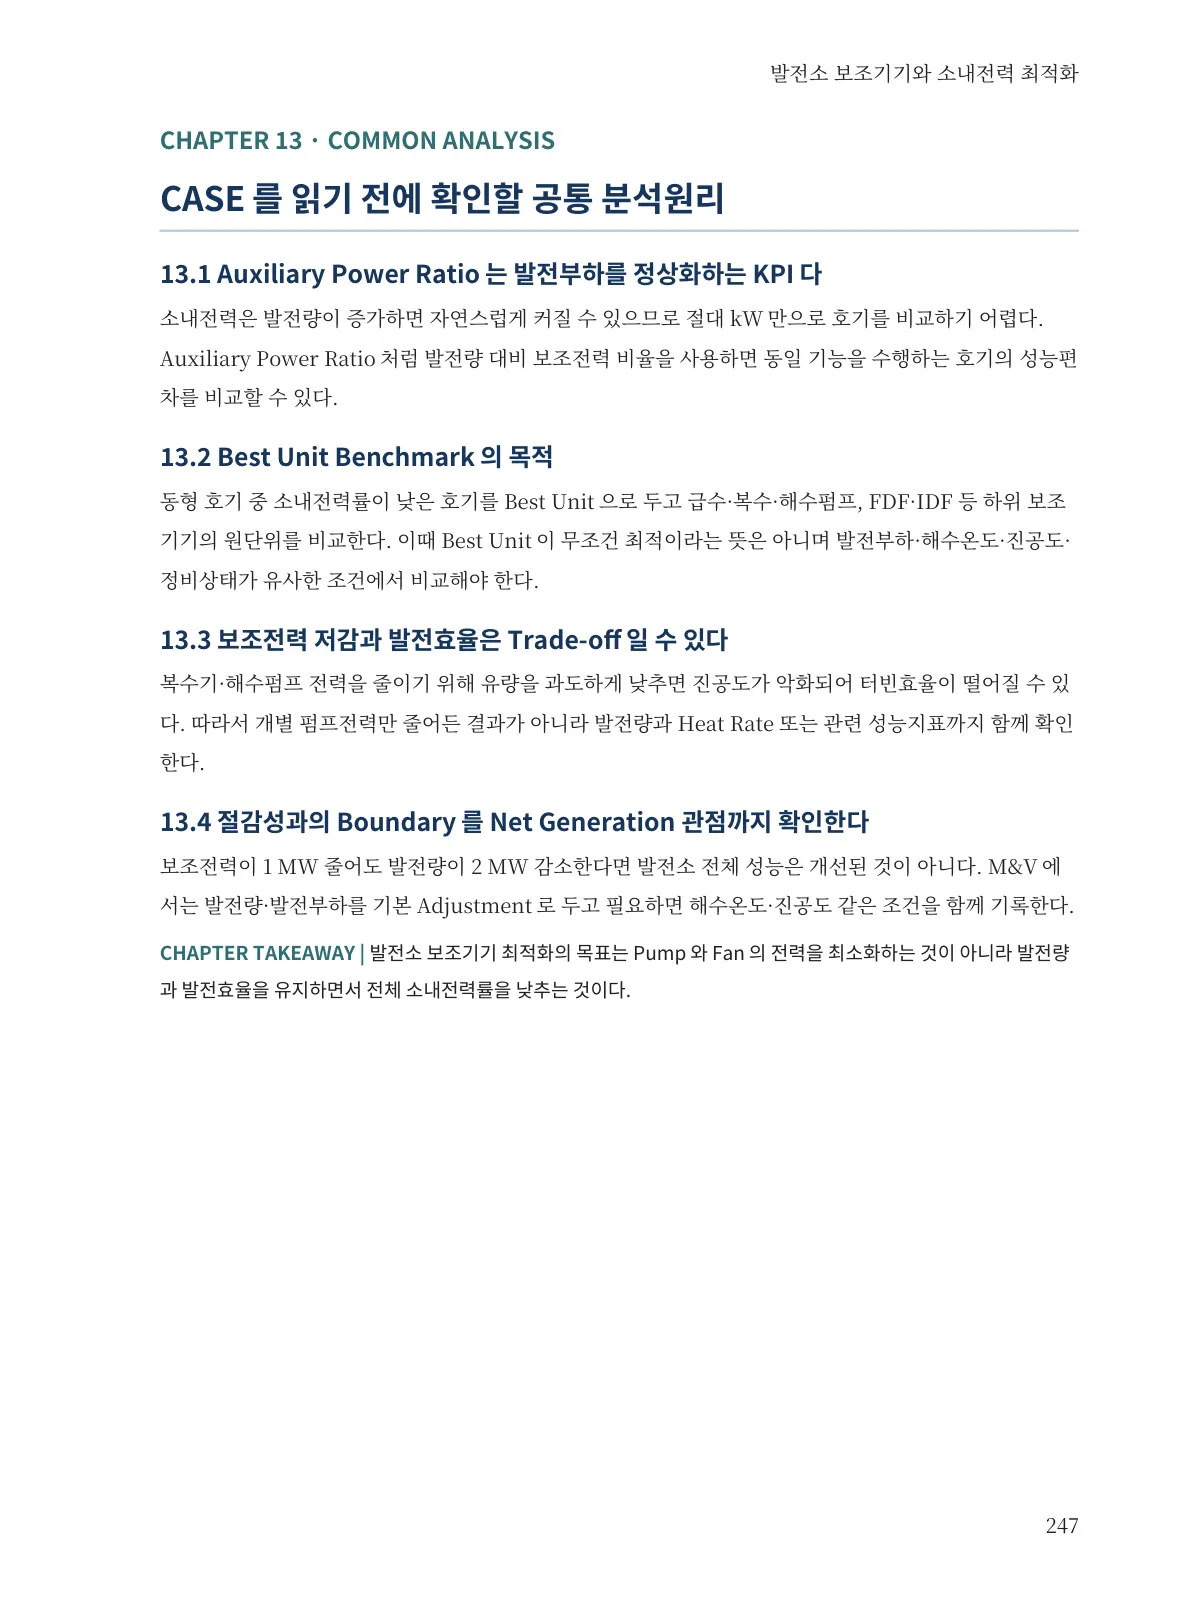 발전소 보조기기와 소내전력 최적화
CHAPTER 13 · COMMON ANALYSIS
CASE 를 읽기 전에 확인할 공통 분석원리
13.1 Auxiliary Power Ratio 는 발전부하를 정상화하는 KPI 다
소내전력은 발전량이 증가하면 자연스럽게 커질 수 있으므로 절대 kW 만으로 호기를 비교하기 어렵다.
Auxiliary Power Ratio 처럼 발전량 대비 보조전력 비율을 사용하면 동일 기능을 수행하는 호기의 성능편
차를 비교할 수 있다.
13.2 Best Unit Benchmark 의 목적
동형 호기 중 소내전력률이 낮은 호기를 Best Unit 으로 두고 급수·복수·해수펌프, FDF·IDF 등 하위 보조
기기의 원단위를 비교한다. 이때 Best Unit 이 무조건 최적이라는 뜻은 아니며 발전부하·해수온도·진공도·
정비상태가 유사한 조건에서 비교해야 한다.
13.3 보조전력 저감과 발전효율은 Trade-off 일 수 있다
복수기·해수펌프 전력을 줄이기 위해 유량을 과도하게 낮추면 진공도가 악화되어 터빈효율이 떨어질 수 있
다. 따라서 개별 펌프전력만 줄어든 결과가 아니라 발전량과 Heat Rate 또는 관련 성능지표까지 함께 확인
한다.
13.4 절감성과의 Boundary 를 Net Generation 관점까지 확인한다
보조전력이 1 MW 줄어도 발전량이 2 MW 감소한다면 발전소 전체 성능은 개선된 것이 아니다. M&V 에
서는 발전량·발전부하를 기본 Adjustment 로 두고 필요하면 해수온도·진공도 같은 조건을 함께 기록한다.
CHAPTER TAKEAWAY | 발전소 보조기기 최적화의 목표는 Pump 와 Fan 의 전력을 최소화하는 것이 아니라 발전량
과 발전효율을 유지하면서 전체 소내전력률을 낮추는 것이다.
247